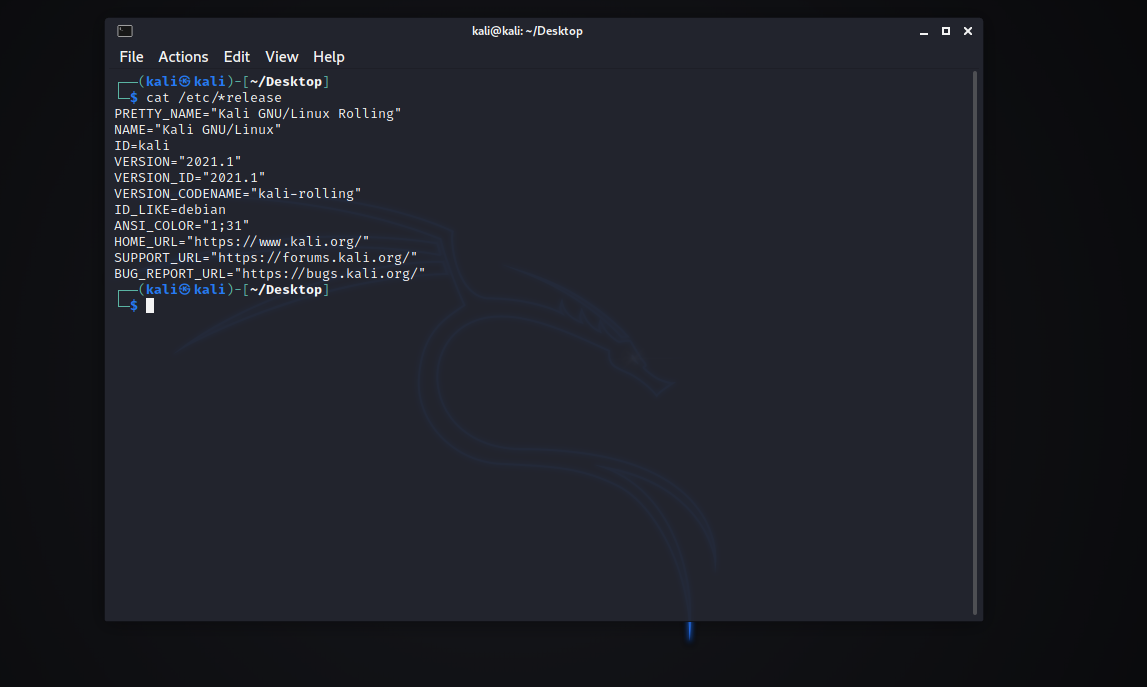 kali@kali: ~/Desktop
File Actions Edit View Help
┌──(kali㉿kali)-[~/Desktop]
└─$ cat /etc/*release
PRETTY_NAME="Kali GNU/Linux Rolling"
NAME="Kali GNU/Linux"
ID=kali
VERSION="2021.1"
VERSION_ID="2021.1"
VERSION_CODENAME="kali-rolling"
ID_LIKE=debian
ANSI_COLOR="1;31"
HOME_URL="https://www.kali.org/"
SUPPORT_URL="https://forums.kali.org/"
BUG_REPORT_URL="https://bugs.kali.org/"
┌──(kali㉿kali)-[~/Desktop]
└─$